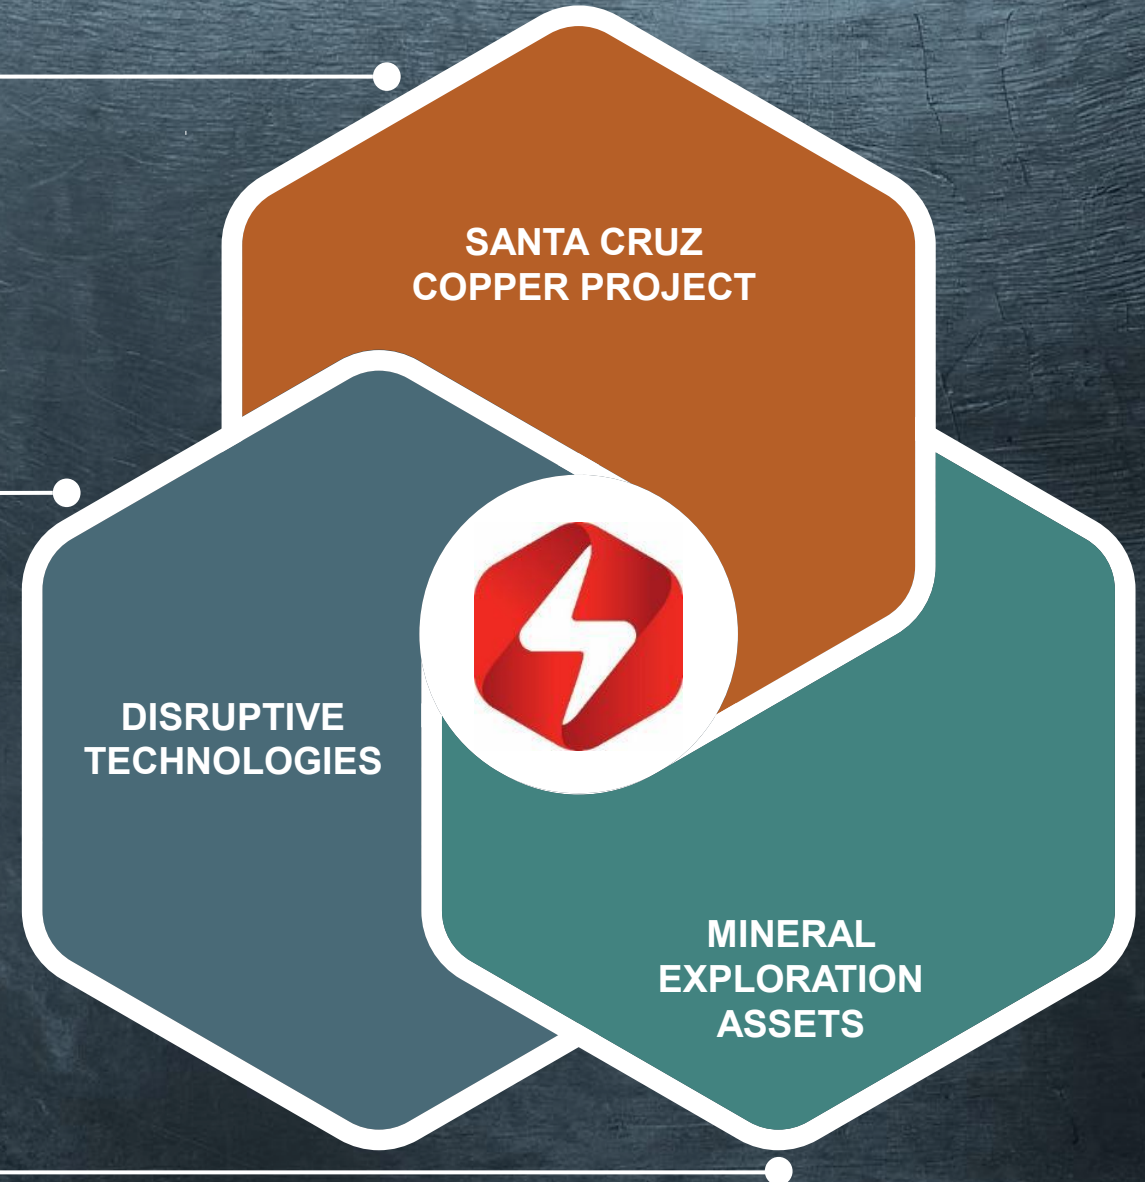 SANTA CRUZ
COPPER PROJECT
DISRUPTIVE
TECHNOLOGIES
MINERAL
EXPLORATION
ASSETS